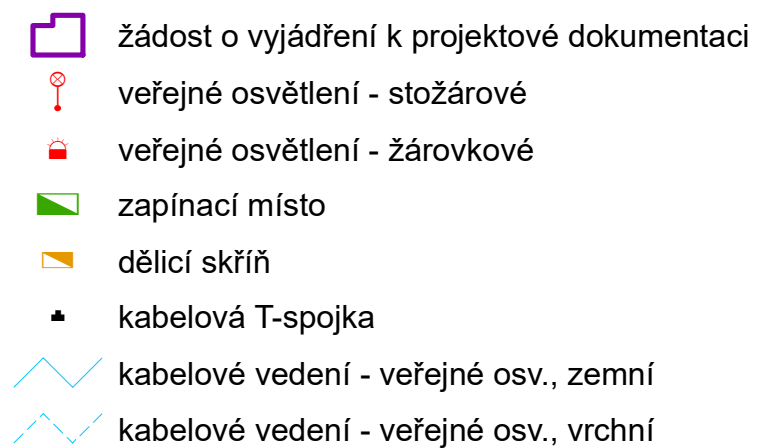 žádost o vyjádření k projektové dokumentaci
veřejné osvětlení - stožárové
veřejné osvětlení - žárovkové
zapínací místo
dělicí skříň
kabelová T-spojka
kabelové vedení - veřejné osv., zemní
kabelové vedení - veřejné osv., vrchní